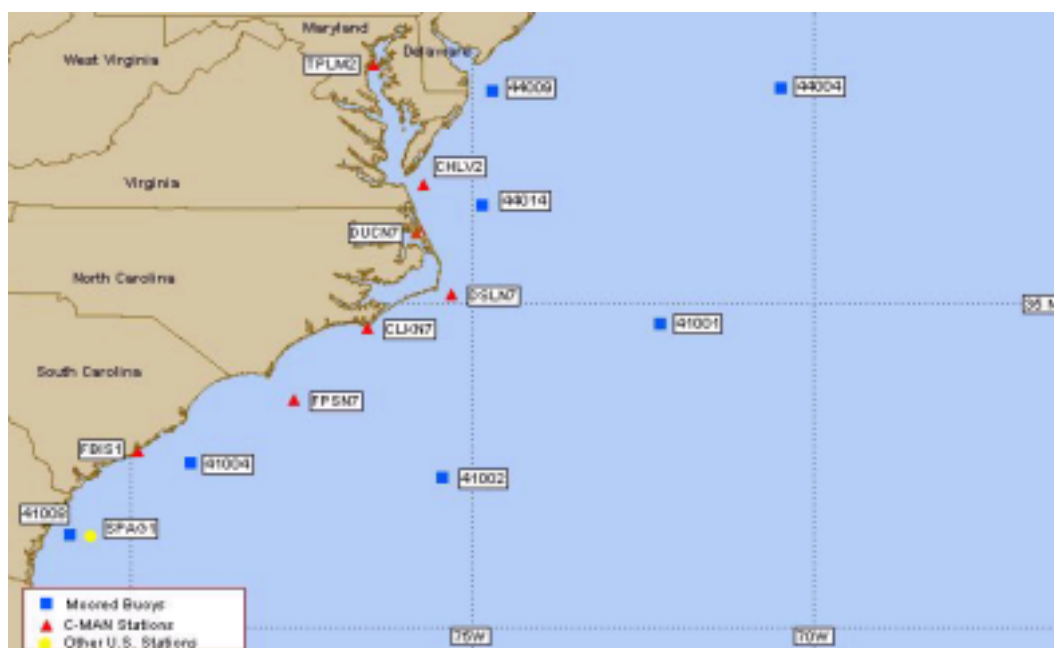 Maryland
West Virginia
Delaware
TPLM2
44009
44004
CHLV2
Virginia
44014
DUCN7
North Carolina
DSLN7
35 N
41001
CLKN7
South Carolina
FPSN7
FBIS1
41004
41002
41008
SPAG1
Moored Buoys
C-MAN Stations
Other U.S. Stations
75W
70W